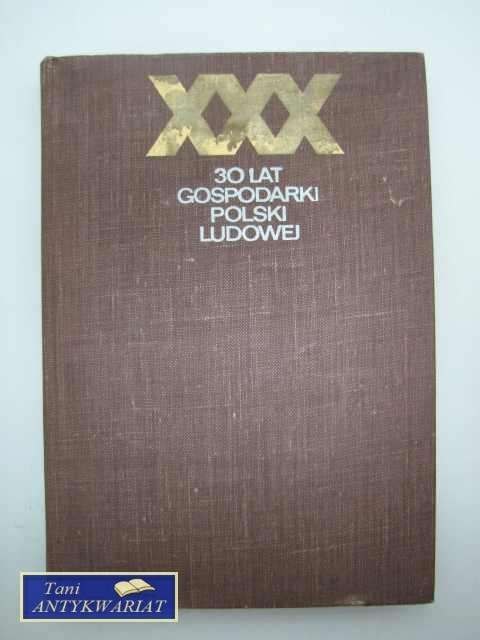 XXX
30 LAT
GOSPODARKI
POLSKI
LUDOWEJ
Tani
ANTYKWARIAT